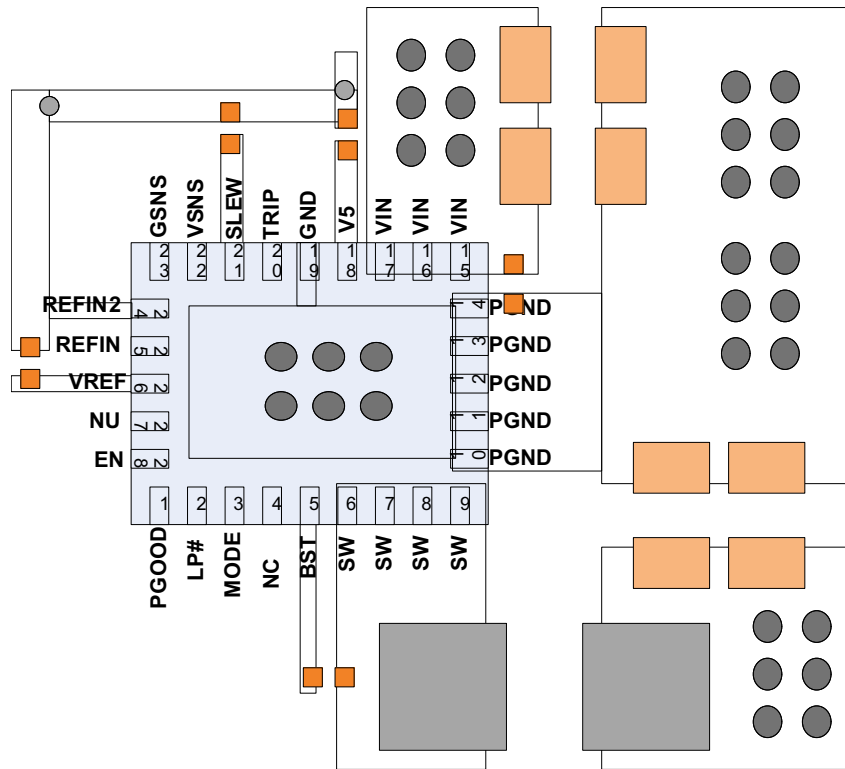 GSNS
VSNS
SLEW
TRIP
GND
V5
VIN
VIN
VIN
23
22
21
20
19
18
17
16
15
REFIN2
24
14
PGND
REFIN
25
13
PGND
VREF
26
12
PGND
NU
27
11
PGND
EN
28
10
PGND
1
2
3
4
5
6
7
8
9
PGOOD
LP#
MODE
NC
BST
SW
SW
SW
SW